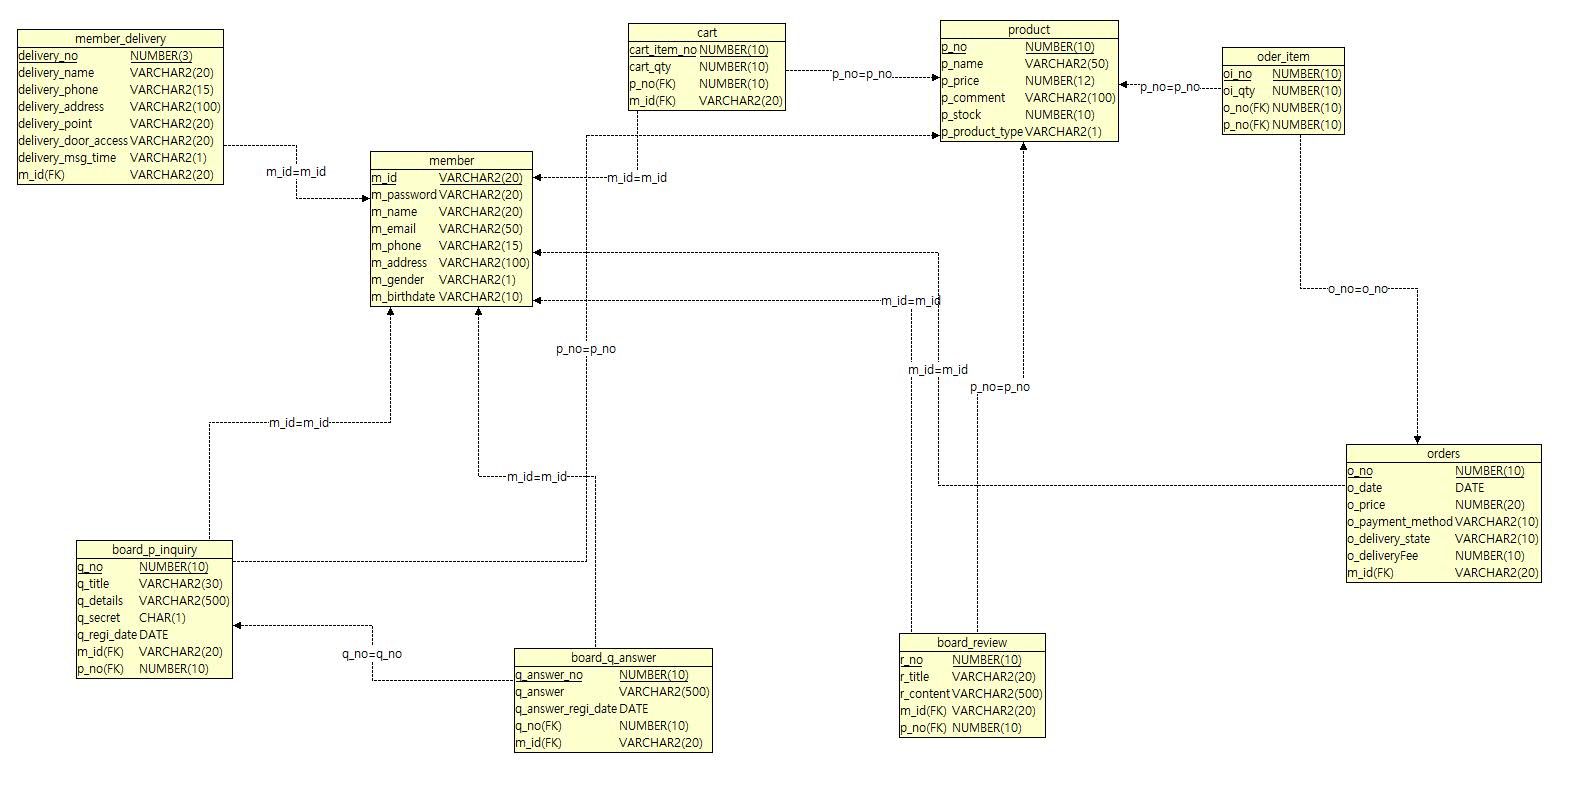 member_delivery
delivery_no NUMBER(3)
delivery_name VARCHAR2(20)
delivery_phone VARCHAR2(15)
delivery_address VARCHAR2(100)
delivery_point VARCHAR2(20)
delivery_door_access VARCHAR2(20)
delivery_msg_time VARCHAR2(1)
m_id(FK) VARCHAR2(20)
m_id=m_id
cart
cart_item_no NUMBER(10)
cart_qty NUMBER(10)
p_no(FK) NUMBER(10)
m_id(FK) VARCHAR2(20)
p_no=p_no
m_id=m_id
product
p_no NUMBER(10)
p_name VARCHAR2(50)
p_price NUMBER(12)
p_comment VARCHAR2(100)
p_stock NUMBER(10)
p_product_type VARCHAR2(1)
p_no=p_no
oder_item
oi_no NUMBER(10)
oi_qty NUMBER(10)
o_no(FK) NUMBER(10)
p_no(FK) NUMBER(10)
member
m_id VARCHAR2(20)
m_password VARCHAR2(20)
m_name VARCHAR2(20)
m_email VARCHAR2(50)
m_phone VARCHAR2(15)
m_address VARCHAR2(100)
m_gender VARCHAR2(1)
m_birthdate VARCHAR2(10)
o_no=o_no
m_id=m_id
p_no=p_no
m_id=m_id
p_no=p_no
m_id=m_id
m_id=m_id
orders
o_no NUMBER(10)
o_date DATE
o_price NUMBER(20)
o_payment_method VARCHAR2(10)
o_delivery_state VARCHAR2(10)
o_deliveryFee NUMBER(10)
m_id(FK) VARCHAR2(20)
board_p_inquiry
q_no NUMBER(10)
q_title VARCHAR2(30)
q_details VARCHAR2(500)
q_secret CHAR(1)
q_regi_date DATE
m_id(FK) VARCHAR2(20)
p_no(FK) NUMBER(10)
q_no=q_no
board_q_answer
q_answer_no NUMBER(10)
q_answer VARCHAR2(500)
q_answer_regi_date DATE
q_no(FK) NUMBER(10)
m_id(FK) VARCHAR2(20)
board_review
r_no NUMBER(10)
r_title VARCHAR2(20)
r_content VARCHAR2(500)
m_id(FK) VARCHAR2(20)
p_no(FK) NUMBER(10)